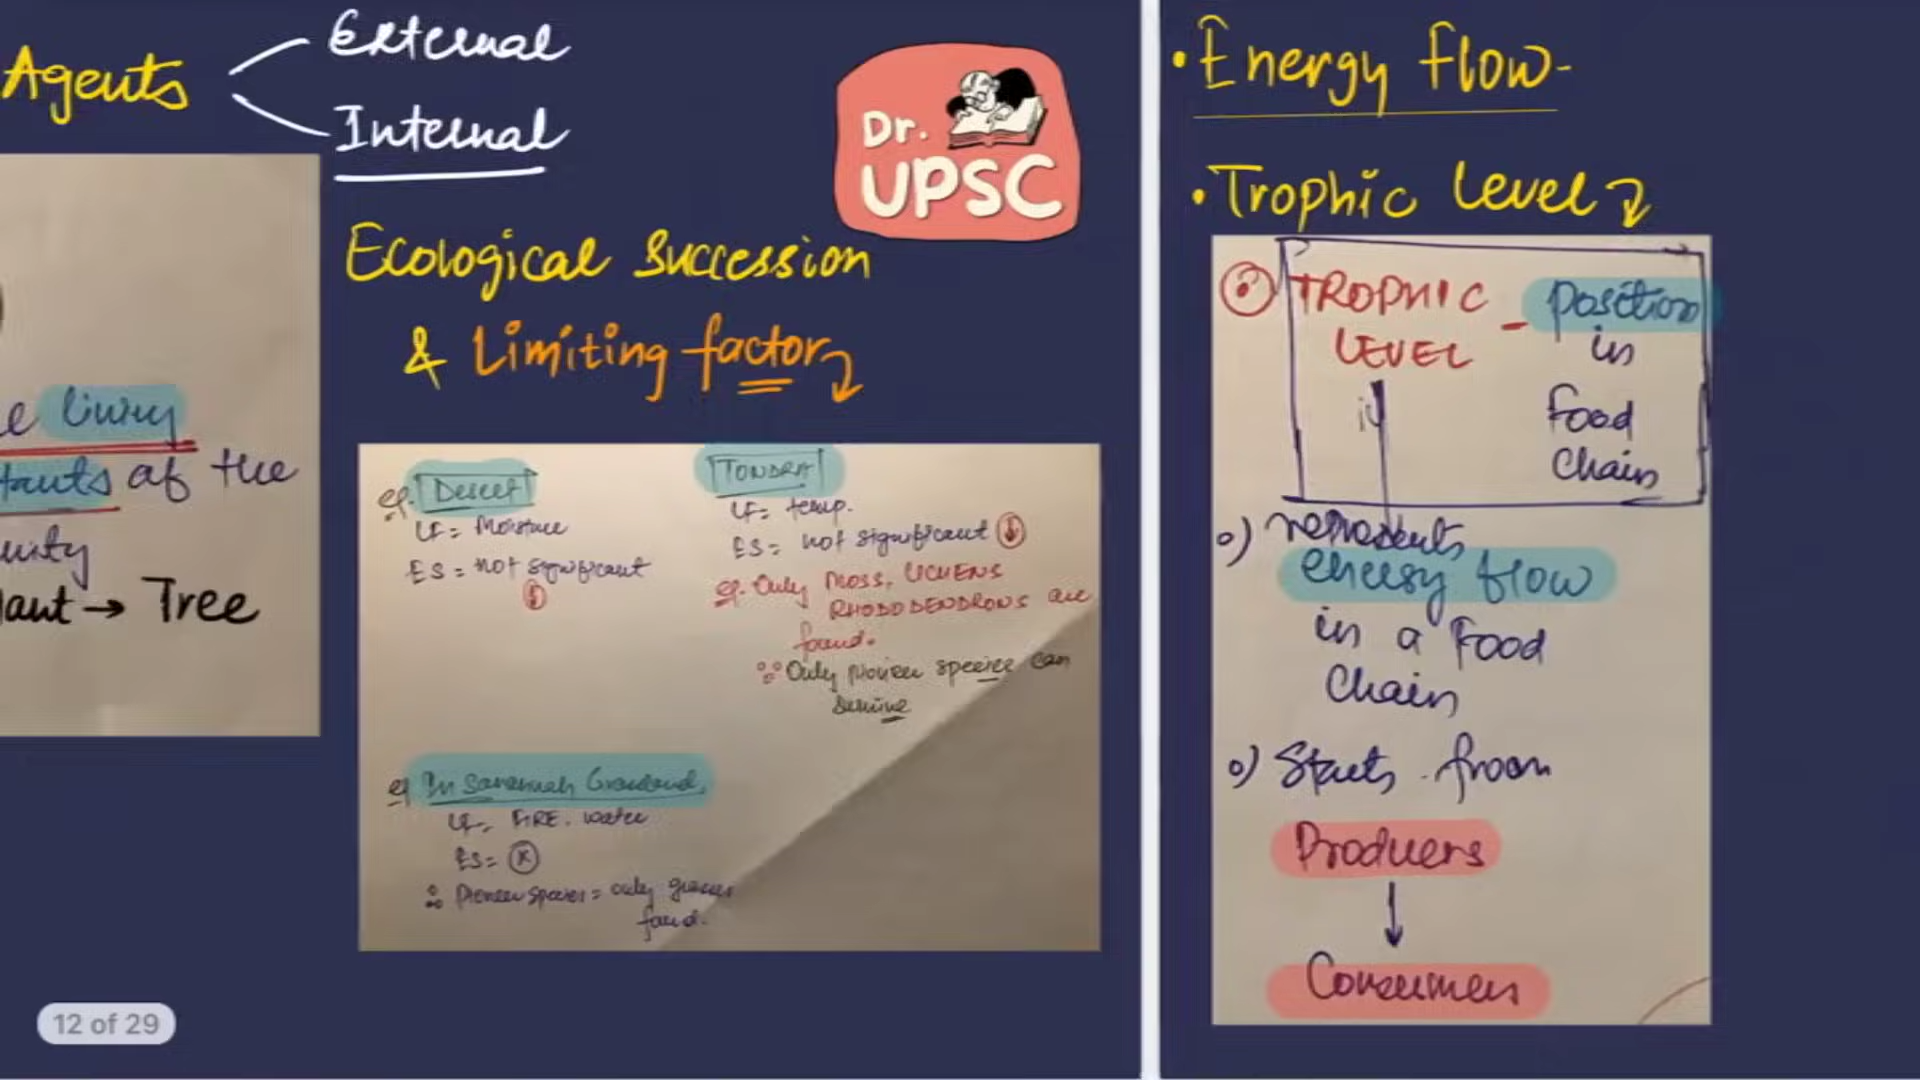 Agents
External
Internal
Dr.
UPSC
Ecological Succession
& Limiting factor
living
of the
→ Tree
eg. Desert
LF = Moisture
ES = not significant
TUNDRA
LF = temp.
ES = not significant
eg. Only MOSS, LICHENS
RHODODENDRONS are
found.
∵ Only pioneer species can
survive
eg In Savannah Grassland,
LF = FIRE. water
ES = x
∴ Pioneer species = only grasses
found.
12 of 29
• Energy flow-
• Trophic level
TROPHIC
LEVEL - position
in
Food
Chain
o) represents
energy flow
in a Food
Chain
o) Starts from
Producers
↓
Consumers